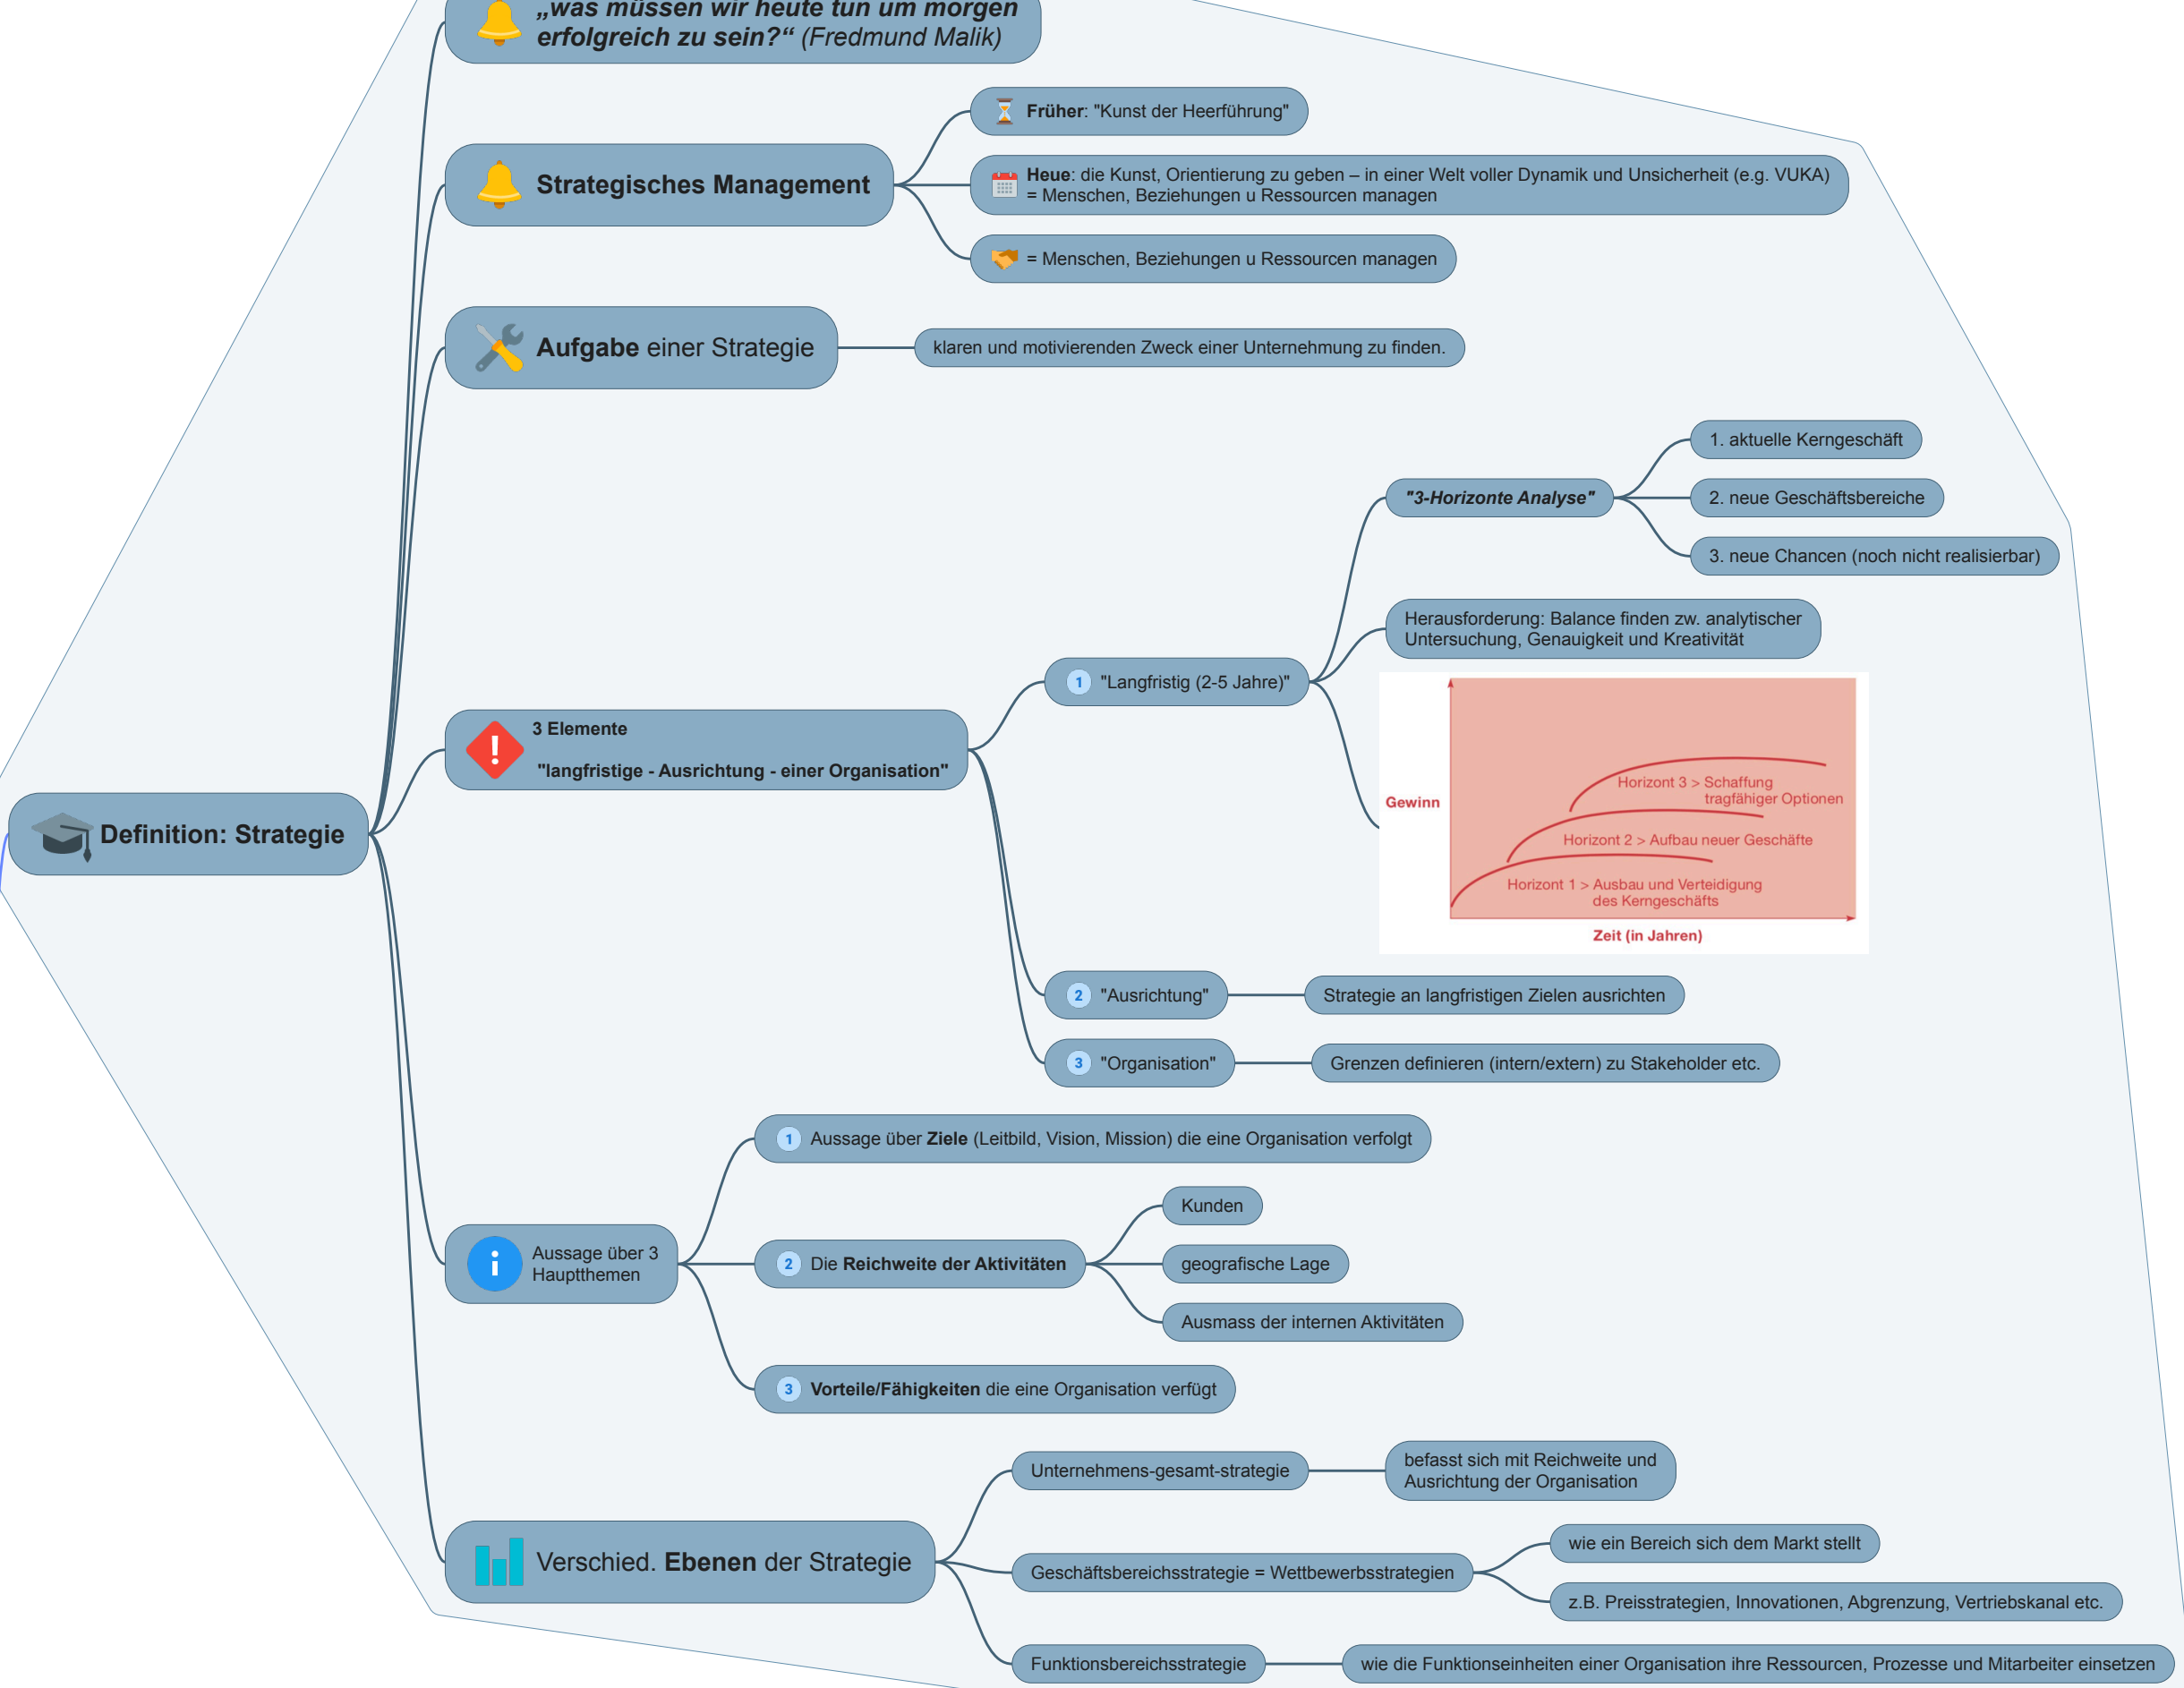 „was müssen wir heute tun um morgen
erfolgreich zu sein?“ (Fredmund Malik)
Früher: "Kunst der Heerführung"
Strategisches Management
Heue: die Kunst, Orientierung zu geben – in einer Welt voller Dynamik und Unsicherheit (e.g. VUKA)
= Menschen, Beziehungen u Ressourcen managen
= Menschen, Beziehungen u Ressourcen managen
Aufgabe einer Strategie
klaren und motivierenden Zweck einer Unternehmung zu finden.
3 Elemente
"langfristige - Ausrichtung - einer Organisation"
1 "Langfristig (2-5 Jahre)"
"3-Horizonte Analyse"
1. aktuelle Kerngeschäft
2. neue Geschäftsbereiche
3. neue Chancen (noch nicht realisierbar)
Herausforderung: Balance finden zw. analytischer
Untersuchung, Genauigkeit und Kreativität
Gewinn
Horizont 3 > Schaffung
tragfähiger Optionen
Horizont 2 > Aufbau neuer Geschäfte
Horizont 1 > Ausbau und Verteidigung
des Kerngeschäfts
Zeit (in Jahren)
2 "Ausrichtung"
Strategie an langfristigen Zielen ausrichten
3 "Organisation"
Grenzen definieren (intern/extern) zu Stakeholder etc.
Definition: Strategie
Aussage über 3
Hauptthemen
1 Aussage über Ziele (Leitbild, Vision, Mission) die eine Organisation verfolgt
2 Die Reichweite der Aktivitäten
Kunden
geografische Lage
Ausmass der internen Aktivitäten
3 Vorteile/Fähigkeiten die eine Organisation verfügt
Verschied. Ebenen der Strategie
Unternehmens-gesamt-strategie
befasst sich mit Reichweite und
Ausrichtung der Organisation
Geschäftsbereichsstrategie = Wettbewerbsstrategien
wie ein Bereich sich dem Markt stellt
z.B. Preisstrategien, Innovationen, Abgrenzung, Vertriebskanal etc.
Funktionsbereichsstrategie
wie die Funktionseinheiten einer Organisation ihre Ressourcen, Prozesse und Mitarbeiter einsetzen